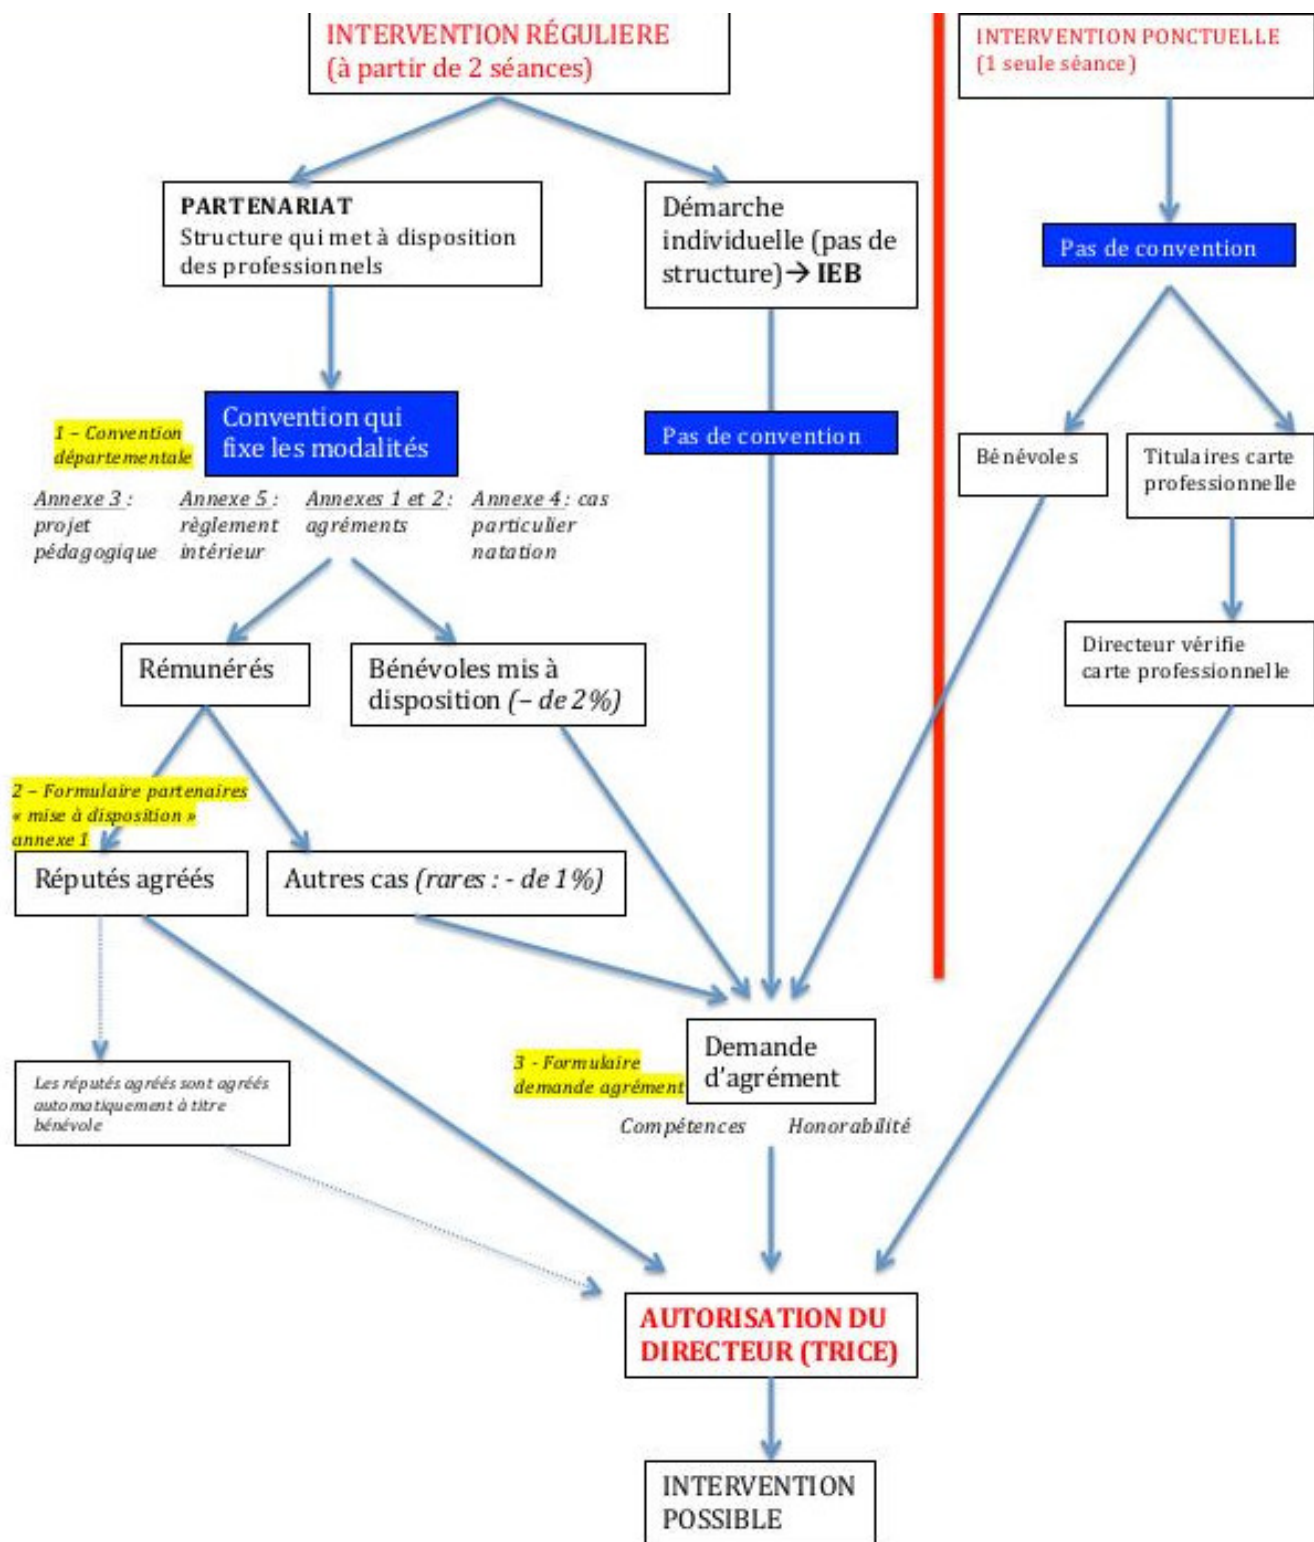 INTERVENTION RÉGULIERE
(à partir de 2 séances)
INTERVENTION PONCTUELLE
(1 seule séance)
PARTENARIAT
Structure qui met à disposition
des professionnels
Démarche
individuelle (pas de
structure)→ IEB
Pas de convention
1 – Convention
départementale
Convention qui
fixe les modalités
Pas de convention
Bénévoles
Titulaires carte
professionnelle
Annexe 3 :
projet
pédagogique
Annexe 5 :
règlement
intérieur
Annexes 1 et 2 :
agréments
Annexe 4 : cas
particulier
natation
Rémunérés
Bénévoles mis à
disposition (– de 2%)
Directeur vérifie
carte professionnelle
2 – Formulaire partenaires
« mise à disposition »
annexe 1
Réputés agréés
Autres cas (rares : - de 1%)
Les réputés agréés sont agréés
automatiquement à titre
bénévole
3 - Formulaire
demande agrément
Demande
d'agrément
Compétences Honorabilité
AUTORISATION DU
DIRECTEUR (TRICE)
INTERVENTION
POSSIBLE